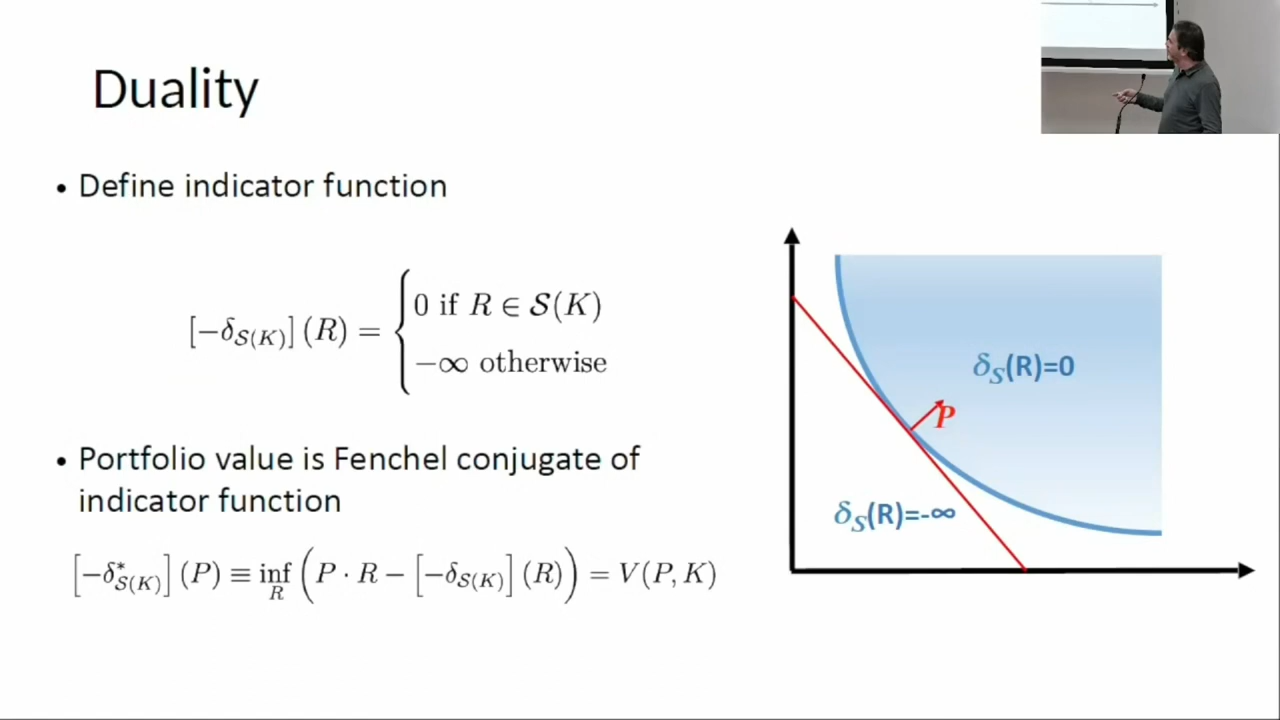 Duality
• Define indicator function
[−δ_{𝒮(K)}] (R) = { 0 if R ∈ 𝒮(K)
−∞ otherwise
• Portfolio value is Fenchel conjugate of
indicator function
[−δ*_{𝒮(K)}] (P) ≡ inf_R (P · R − [−δ_{𝒮(K)}] (R)) = V(P, K)
δ_S(R)=0
P
δ_S(R)=-∞